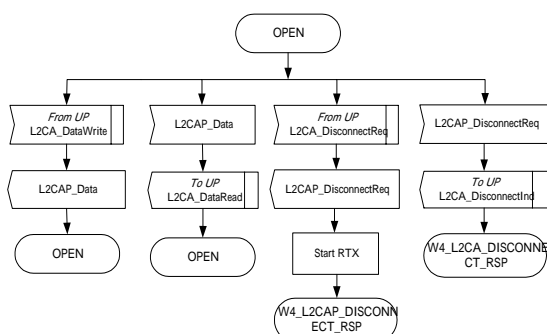 OPEN
From UP
L2CA_DataWrite
L2CAP_Data
From UP
L2CA_DisconnectReq
L2CAP_DisconnectReq
L2CAP_Data
To UP
L2CA_DataRead
L2CAP_DisconnectReq
To UP
L2CA_DisconnectInd
OPEN
OPEN
Start RTX
W4_L2CA_DISCONNE
CT_RSP
W4_L2CAP_DISCONN
ECT_RSP